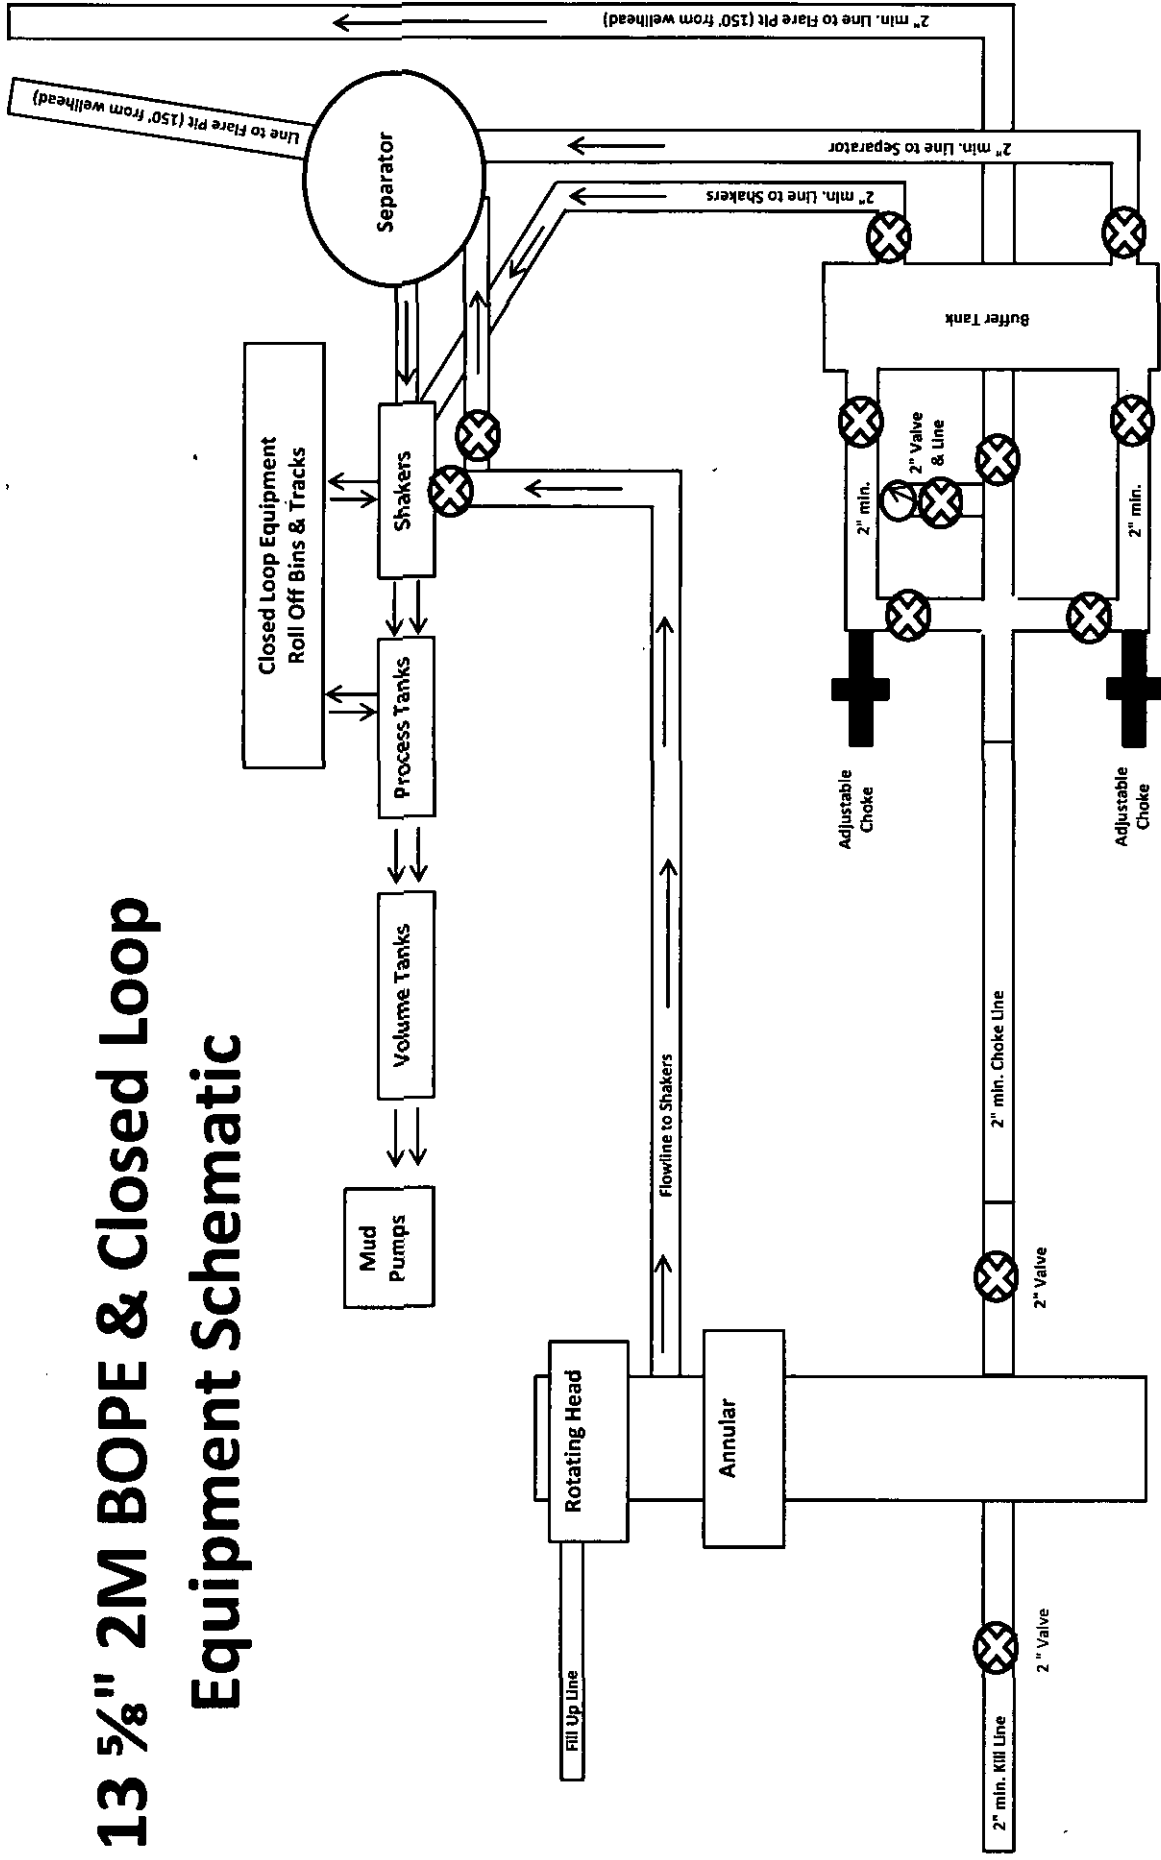 13 ⅝" 2M BOPE & Closed Loop
Equipment Schematic
Closed Loop Equipment
Roll Off Bins & Tracks
Mud
Pumps
Volume Tanks
Process Tanks
Shakers
Separator
Line to Flare Pit (150' from wellhead)
2" min. Line to Flare Pit (150' from wellhead)
Fill Up Line
Rotating Head
Annular
Flowline to Shakers
2" min. Line to Shakers
2" min. Line to Separator
Adjustable
Choke
2" min.
2" Valve
& Line
Buffer Tank
2" min. Kill Line
2" Valve
2" Valve
2" min. Choke Line
Adjustable
Choke
2" min.